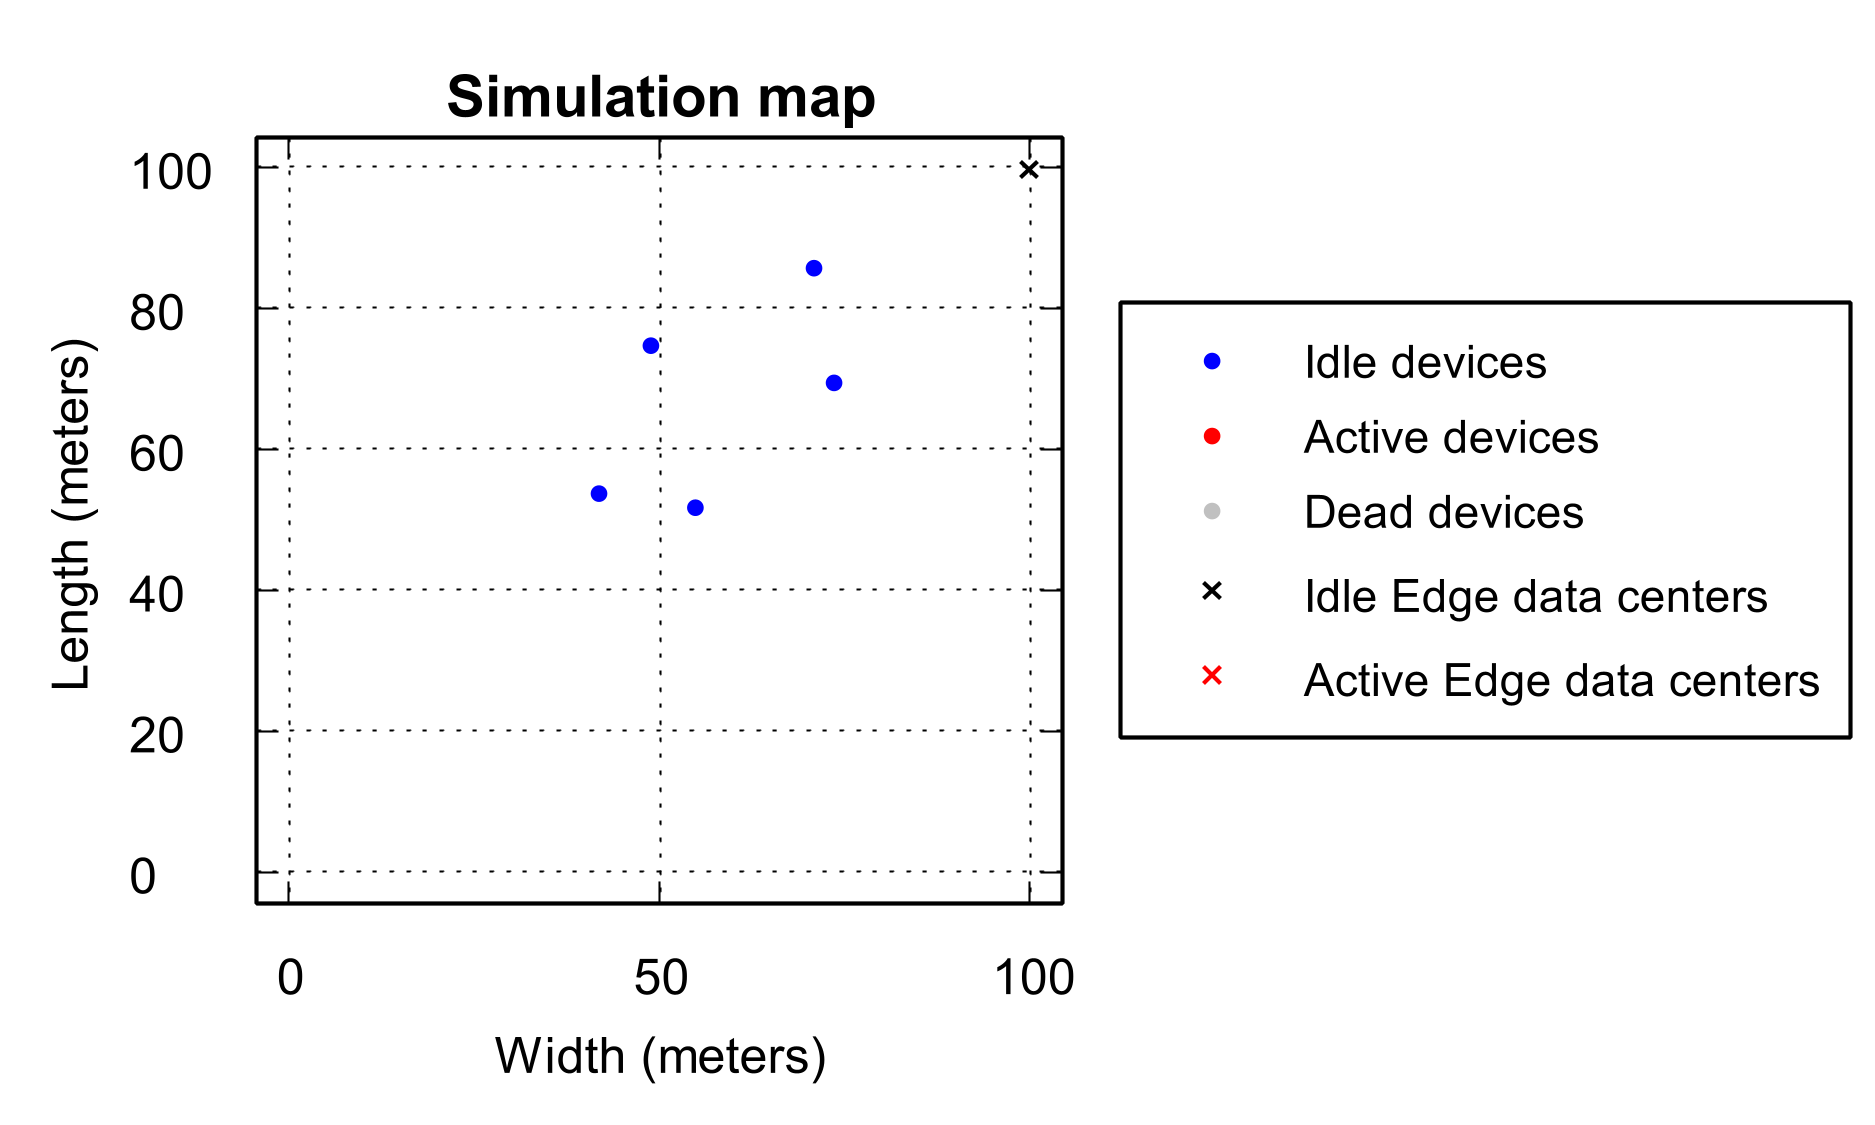 Simulation map
100
80
60
40
20
0
Length (meters)
0 50 100
Width (meters)
Idle devices
Active devices
Dead devices
Idle Edge data centers
Active Edge data centers